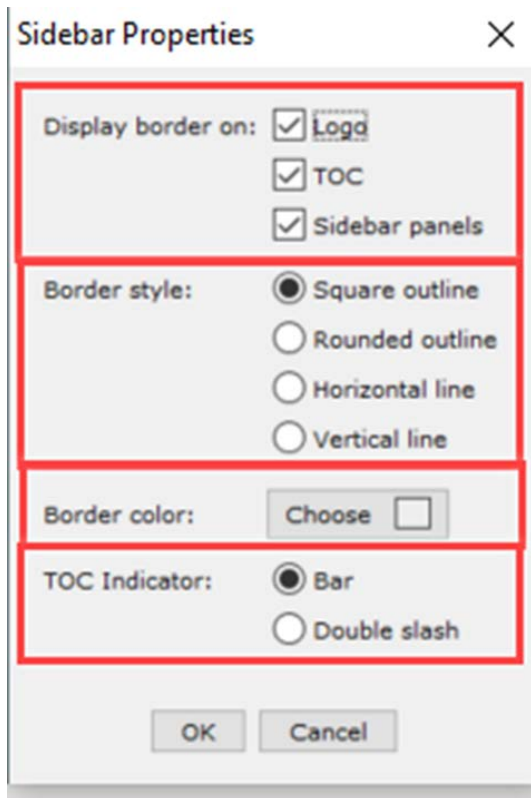 Sidebar Properties
Display border on: Logo
TOC
Sidebar panels
Border style: Square outline
Rounded outline
Horizontal line
Vertical line
Border color: Choose
TOC Indicator: Bar
Double slash
OK Cancel